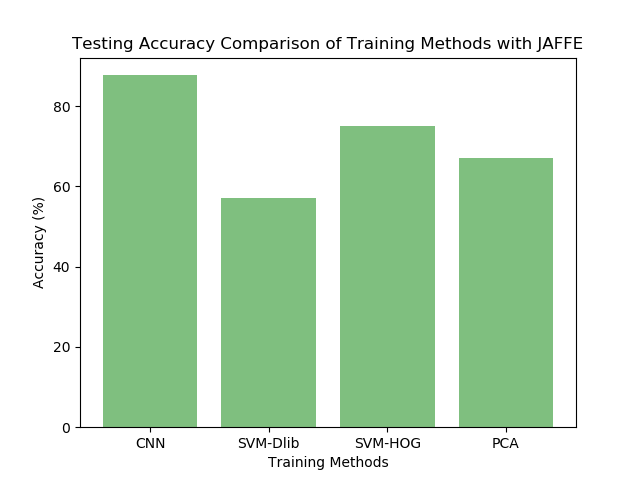 Testing Accuracy Comparison of Training Methods with JAFFE
80
60
40
20
0
Accuracy (%)
CNN SVM-Dlib SVM-HOG PCA
Training Methods